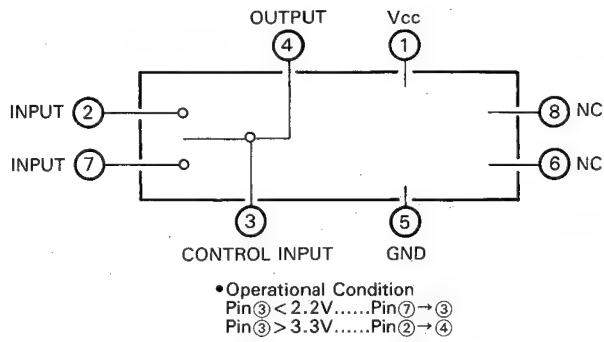 OUTPUT Vcc
④ ①
INPUT ② ⑧ NC
INPUT ⑦ ⑥ NC
③ ⑤
CONTROL INPUT GND
•Operational Condition
Pin③<2.2V......Pin⑦→③
Pin③>3.3V......Pin②→④